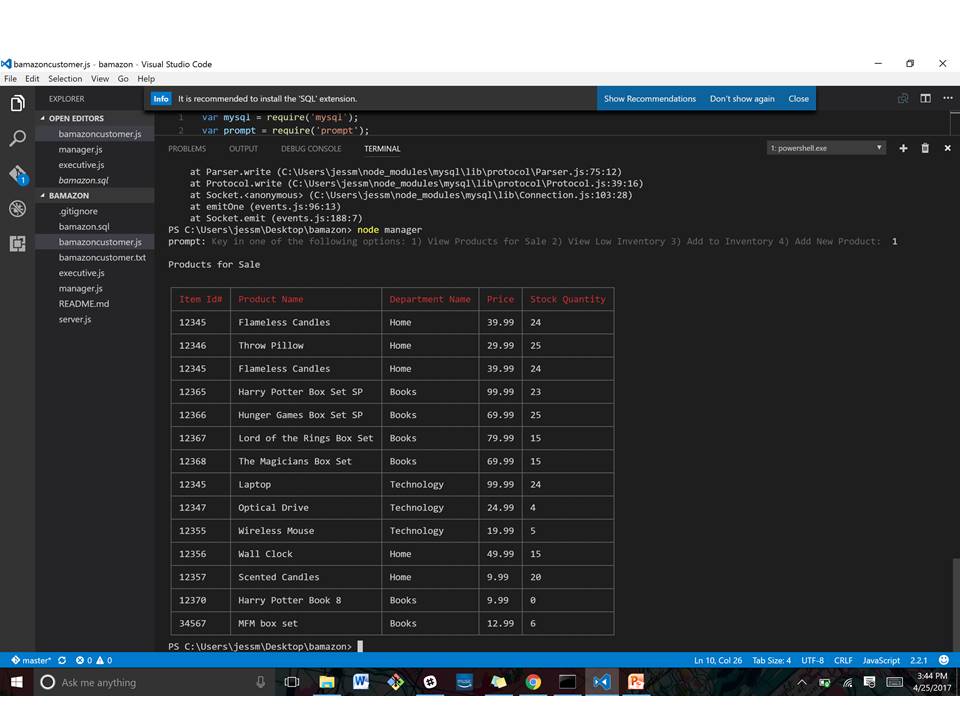 bamazoncustomer.js - bamazon - Visual Studio Code
File Edit Selection View Go Help
EXPLORER
Info It is recommended to install the 'SQL' extension. Show Recommendations Don't show again Close
OPEN EDITORS
bamazoncustomer.js
manager.js
executive.js
bamazon.sql
BAMAZON
.gitignore
bamazon.sql
bamazoncustomer.js
bamazoncustomer.txt
executive.js
manager.js
README.md
server.js
1
1 var mysql = require('mysql');
2 var prompt = require('prompt');
PROBLEMS OUTPUT DEBUG CONSOLE TERMINAL 1: powershell.exe
at Parser.write (C:\Users\jessm\node_modules\mysql\lib\protocol\Parser.js:75:12)
at Protocol.write (C:\Users\jessm\node_modules\mysql\lib\protocol\Protocol.js:39:16)
at Socket.<anonymous> (C:\Users\jessm\node_modules\mysql\lib\Connection.js:103:28)
at emitOne (events.js:96:13)
at Socket.emit (events.js:188:7)
PS C:\Users\jessm\Desktop\bamazon> node manager
prompt: Key in one of the following options: 1) View Products for Sale 2) View Low Inventory 3) Add to Inventory 4) Add New Product: 1
Products for Sale
Item Id# Product Name Department Name Price Stock Quantity
12345 Flameless Candles Home 39.99 24
12346 Throw Pillow Home 29.99 25
12345 Flameless Candles Home 39.99 24
12365 Harry Potter Box Set SP Books 99.99 23
12366 Hunger Games Box Set SP Books 69.99 25
12367 Lord of the Rings Box Set Books 79.99 15
12368 The Magicians Box Set Books 69.99 15
12345 Laptop Technology 99.99 24
12347 Optical Drive Technology 24.99 4
12355 Wireless Mouse Technology 19.99 5
12356 Wall Clock Home 49.99 15
12357 Scented Candles Home 9.99 20
12370 Harry Potter Book 8 Books 9.99 0
34567 MFM box set Books 12.99 6
PS C:\Users\jessm\Desktop\bamazon>
master* 0 0 Ln 10, Col 26 Tab Size: 4 UTF-8 CRLF JavaScript 2.2.1
Ask me anything
3:44 PM
4/25/2017